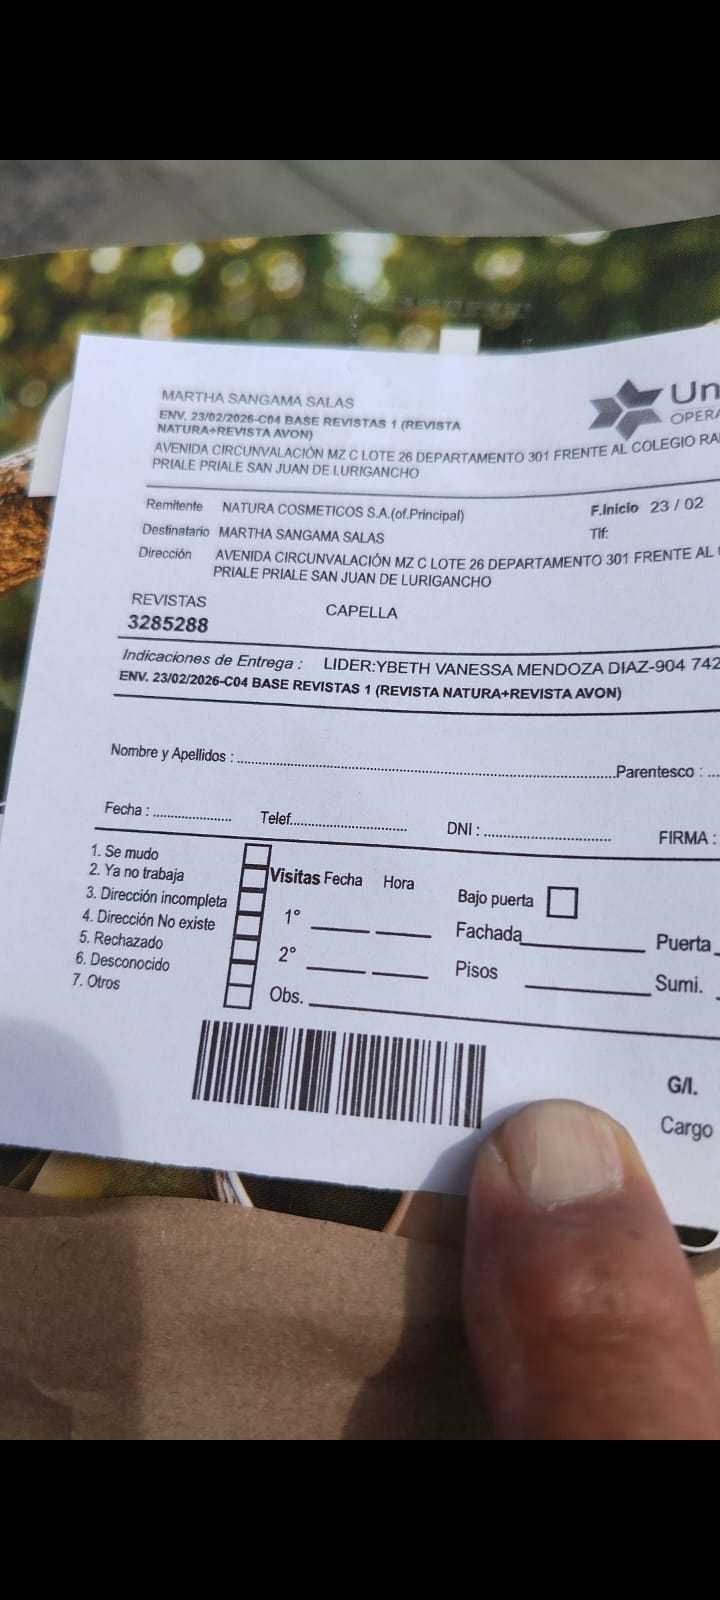 MARTHA SANGAMA SALAS
ENV. 23/02/2026-C04 BASE REVISTAS 1 (REVISTA
NATURA+REVISTA AVON)
AVENIDA CIRCUNVALACIÓN MZ C LOTE 26 DEPARTAMENTO 301 FRENTE AL COLEGIO
PRIALE PRIALE SAN JUAN DE LURIGANCHO
Un
OPERA
Remitente NATURA COSMETICOS S.A.(of.Principal)
F.Inicio 23 / 02
Destinatario MARTHA SANGAMA SALAS
Tlf:
Dirección AVENIDA CIRCUNVALACIÓN MZ C LOTE 26 DEPARTAMENTO 301 FRENTE AL
PRIALE PRIALE SAN JUAN DE LURIGANCHO
REVISTAS CAPELLA
3285288
Indicaciones de Entrega : LIDER:YBETH VANESSA MENDOZA DIAZ-904 742
ENV. 23/02/2026-C04 BASE REVISTAS 1 (REVISTA NATURA+REVISTA AVON)
Nombre y Apellidos : Parentesco :
Fecha : Telef. DNI : FIRMA :
1. Se mudo
2. Ya no trabaja
3. Dirección incompleta
4. Dirección No existe
5. Rechazado
6. Desconocido
7. Otros
Visitas Fecha Hora
1°
2°
Obs.
Bajo puerta
Fachada Puerta
Pisos Sumi.
G/I.
Cargo